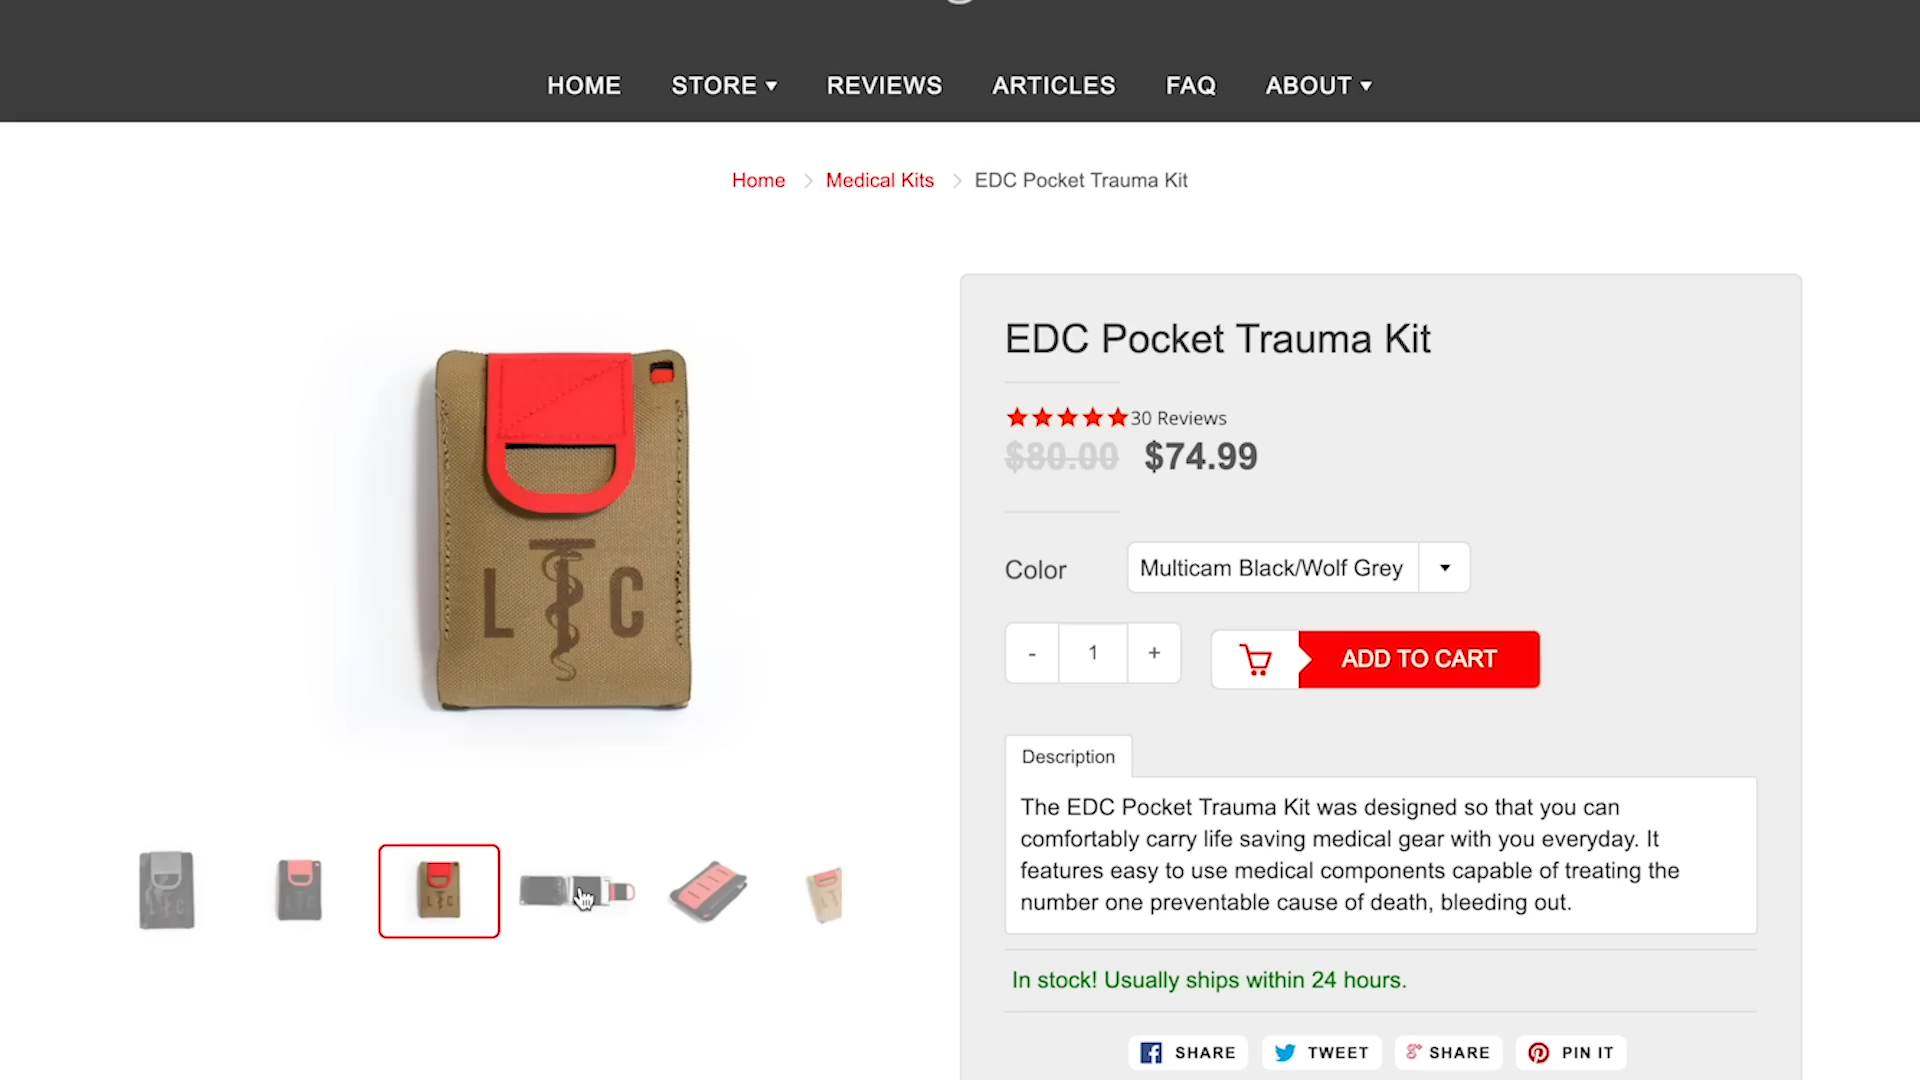 HOME STORE REVIEWS ARTICLES FAQ ABOUT
Home Medical Kits EDC Pocket Trauma Kit
L C
EDC Pocket Trauma Kit
30 Reviews
$80.00 $74.99
Color Multicam Black/Wolf Grey
- 1 + ADD TO CART
Description
The EDC Pocket Trauma Kit was designed so that you can
comfortably carry life saving medical gear with you everyday. It
features easy to use medical components capable of treating the
number one preventable cause of death, bleeding out.
In stock! Usually ships within 24 hours.
SHARE TWEET SHARE PIN IT